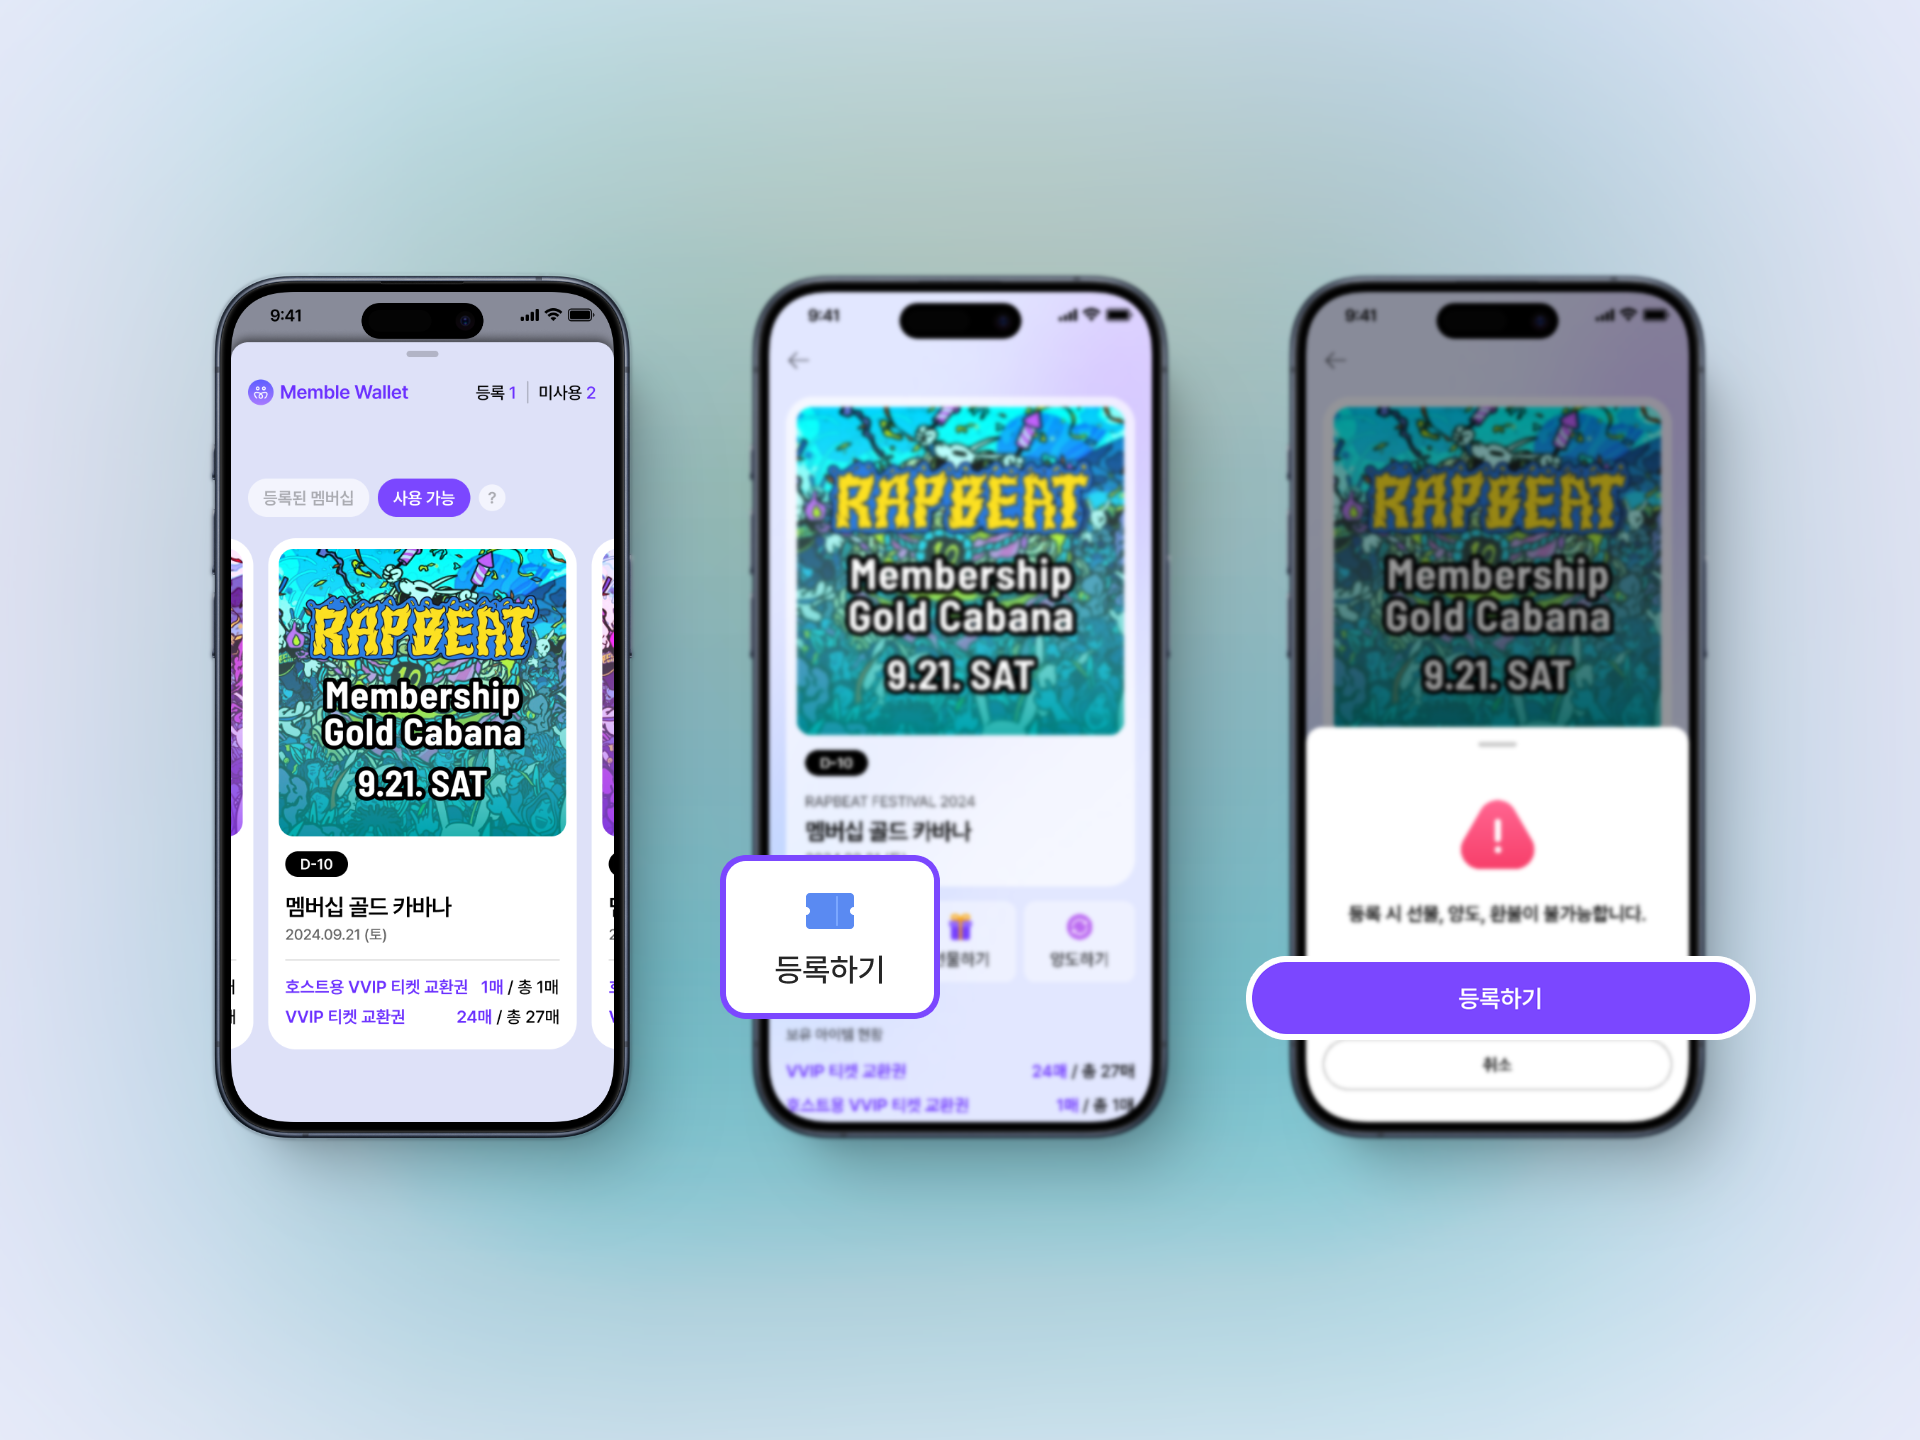 9:41
Memble Wallet
등록 1 | 미사용 2
등록된 멤버십
사용 가능
?
RAPBEAT
10
Membership
Gold Cabana
9.21. SAT
D-10
멤버십 골드 카바나
2024.09.21 (토)
호스트용 VVIP 티켓 교환권 1매 / 총 1매
VVIP 티켓 교환권 24매 / 총 27매
9:41
RAPBEAT
Membership
Gold Cabana
9.21. SAT
D-10
RAPBEAT FESTIVAL 2024
멤버십 골드 카바나
등록하기
선물하기
양도하기
보유 아이템 현황
VVIP 티켓 교환권 24매 / 총 27매
호스트용 VVIP 티켓 교환권 1매 / 총 1매
9:41
RAPBEAT
Membership
Gold Cabana
9.21. SAT
등록 시 선물, 양도, 환불이 불가능합니다.
등록하기
취소